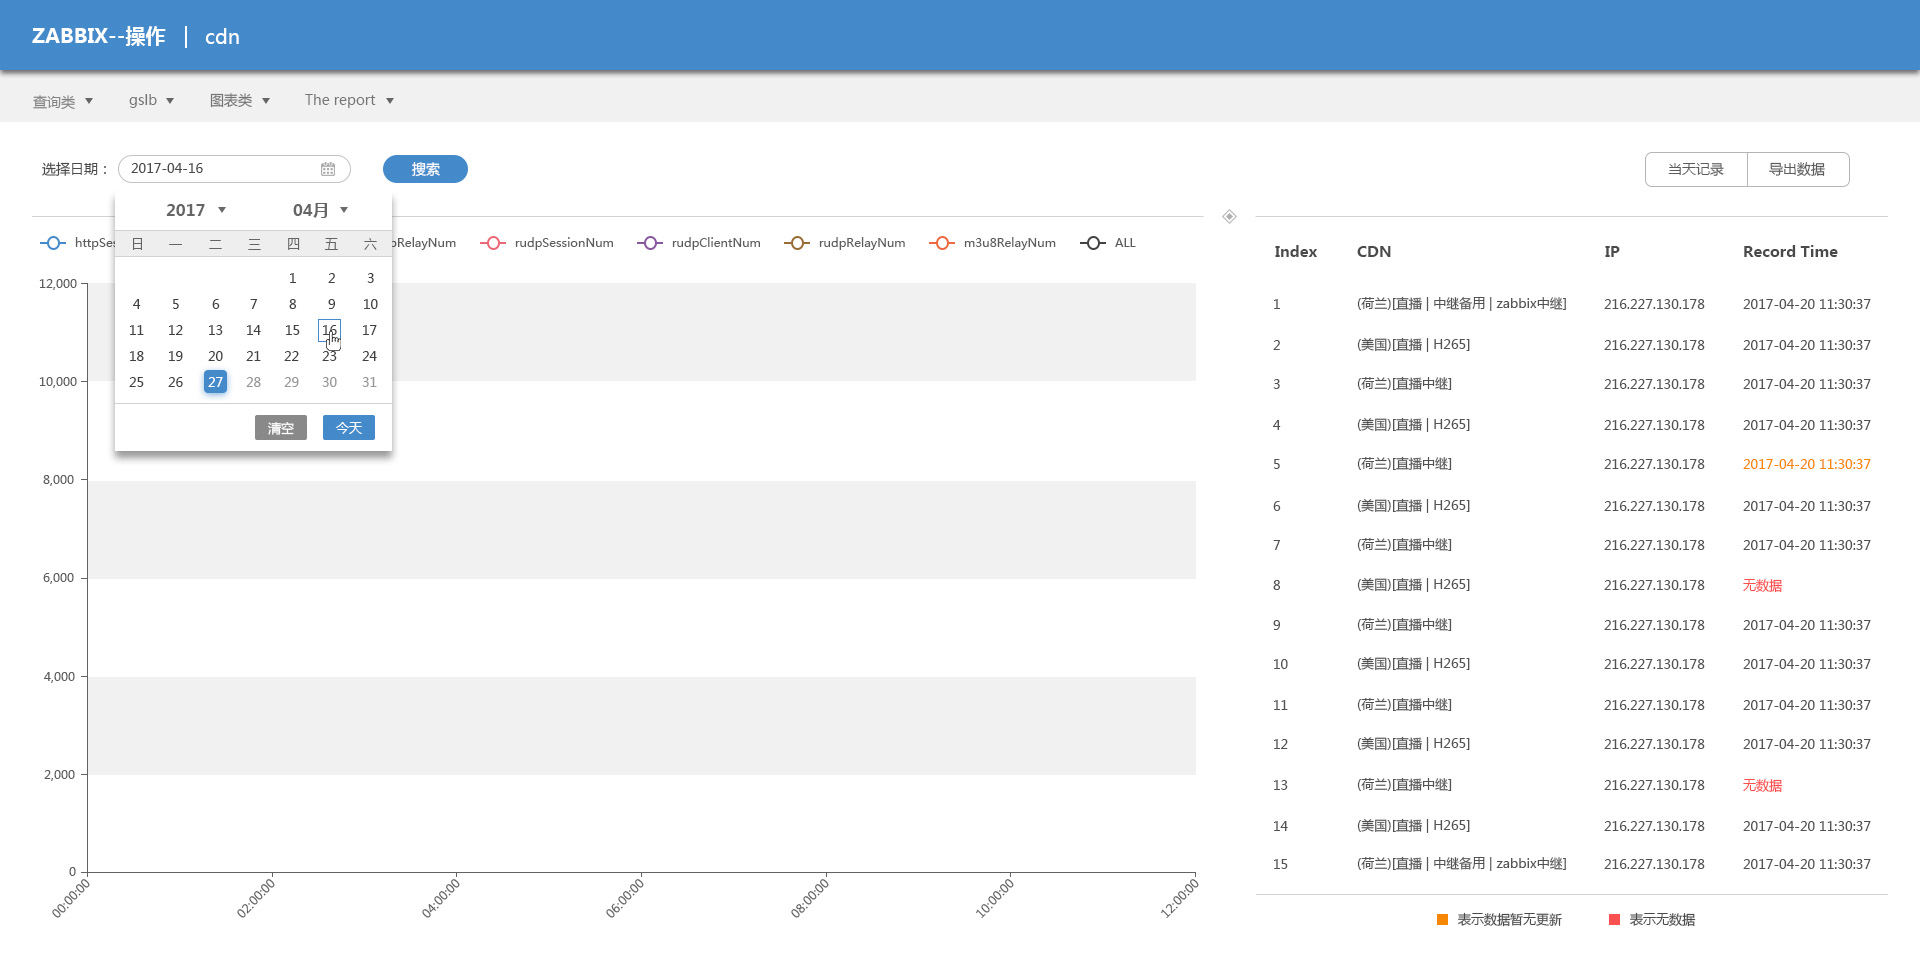 ZABBIX--操作 | cdn
查询类 gslb 图表类 The report
选择日期： 2017-04-16 搜索 当天记录 导出数据
2017 04月
日 一 二 三 四 五 六
1 2 3
4 5 6 7 8 9 10
11 12 13 14 15 16 17
18 19 20 21 22 23 24
25 26 27 28 29 30 31
清空 今天
httpSe pRelayNum rudpSessionNum rudpClientNum rudpRelayNum m3u8RelayNum ALL
12,000
10,000
8,000
6,000
4,000
2,000
0
00:00:00 02:00:00 04:00:00 06:00:00 08:00:00 10:00:00 12:00:00
Index CDN IP Record Time
1 (荷兰)[直播 | 中继备用 | zabbix中继] 216.227.130.178 2017-04-20 11:30:37
2 (美国)[直播 | H265] 216.227.130.178 2017-04-20 11:30:37
3 (荷兰)[直播中继] 216.227.130.178 2017-04-20 11:30:37
4 (美国)[直播 | H265] 216.227.130.178 2017-04-20 11:30:37
5 (荷兰)[直播中继] 216.227.130.178 2017-04-20 11:30:37
6 (美国)[直播 | H265] 216.227.130.178 2017-04-20 11:30:37
7 (荷兰)[直播中继] 216.227.130.178 2017-04-20 11:30:37
8 (美国)[直播 | H265] 216.227.130.178 无数据
9 (荷兰)[直播中继] 216.227.130.178 2017-04-20 11:30:37
10 (美国)[直播 | H265] 216.227.130.178 2017-04-20 11:30:37
11 (荷兰)[直播中继] 216.227.130.178 2017-04-20 11:30:37
12 (美国)[直播 | H265] 216.227.130.178 2017-04-20 11:30:37
13 (荷兰)[直播中继] 216.227.130.178 无数据
14 (美国)[直播 | H265] 216.227.130.178 2017-04-20 11:30:37
15 (荷兰)[直播 | 中继备用 | zabbix中继] 216.227.130.178 2017-04-20 11:30:37
表示数据暂无更新 表示无数据